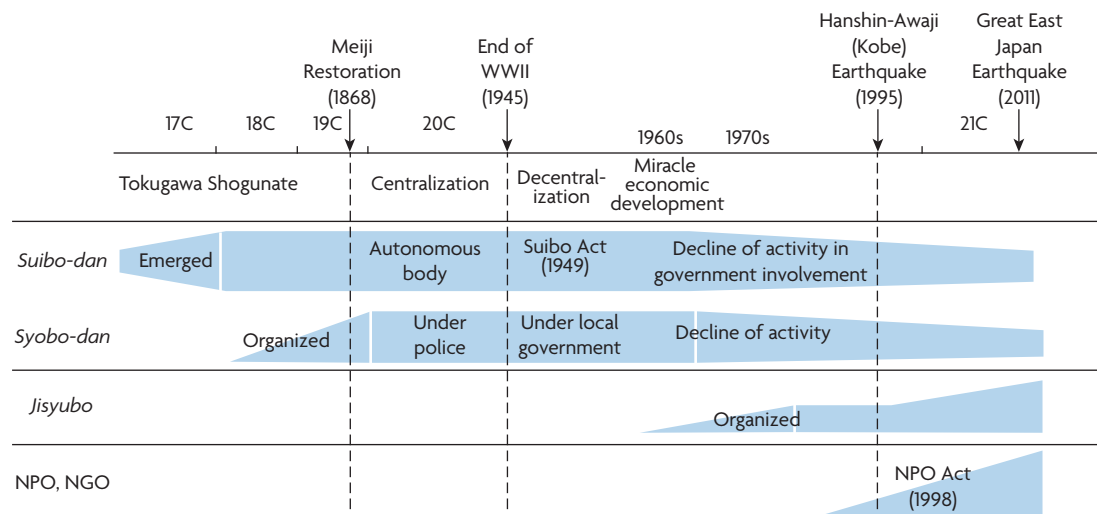 Meiji
Restoration
(1868)
End of
WWII
(1945)
Hanshin-Awaji
(Kobe)
Earthquake
(1995)
Great East
Japan
Earthquake
(2011)
17C
18C
19C
20C
1960s
1970s
21C
Tokugawa Shogunate
Centralization
Decentral-
ization
Miracle
economic
development
Suibo-dan
Emerged
Autonomous
body
Suibo Act
(1949)
Decline of activity in
government involvement
Syobo-dan
Organized
Under
police
Under local
government
Decline of activity
Jisyubo
Organized
NPO, NGO
NPO Act
(1998)